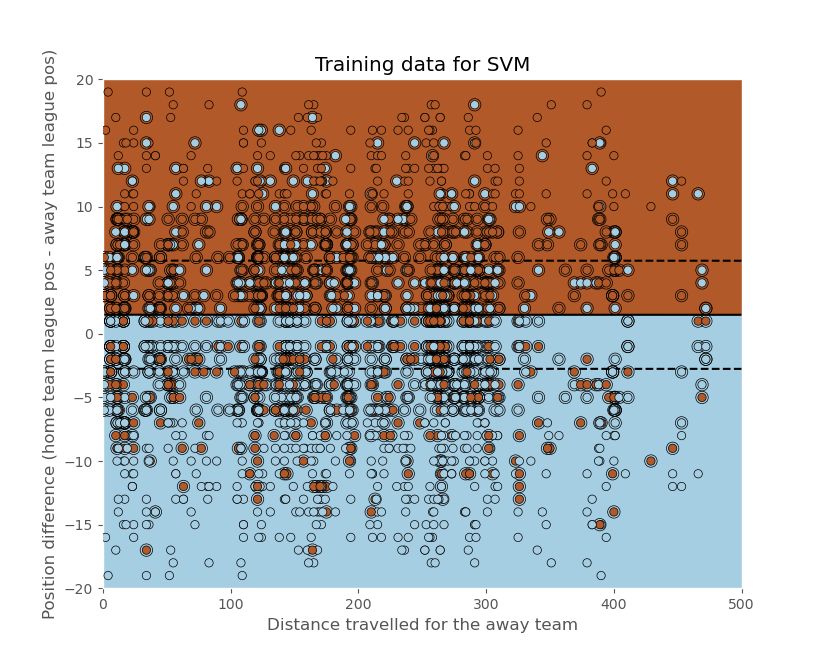 Training data for SVM
Position difference (home team league pos - away team league pos)
20
15
10
5
0
−5
−10
−15
−20
0 100 200 300 400 500
Distance travelled for the away team